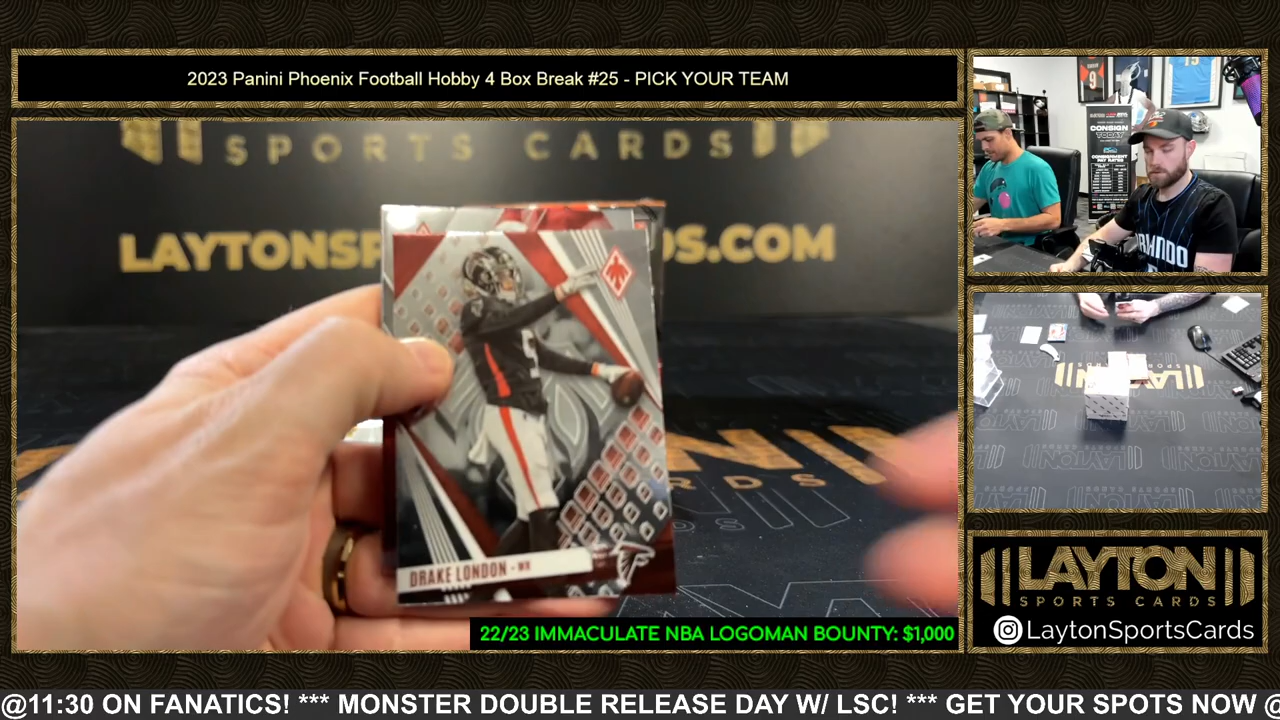 2023 Panini Phoenix Football Hobby 4 Box Break #25 - PICK YOUR TEAM
SPORTS CARDS
LAYTONSP
DS.COM
DRAKE LONDON - WR
22/23 IMMACULATE NBA LOGOMAN BOUNTY: $1,000
CONSIGN
TODAY
LAYTON
SPORTS CARDS
LaytonSportsCards
@11:30 ON FANATICS! *** MONSTER DOUBLE RELEASE DAY W/ LSC! *** GET YOUR SPOTS NOW @